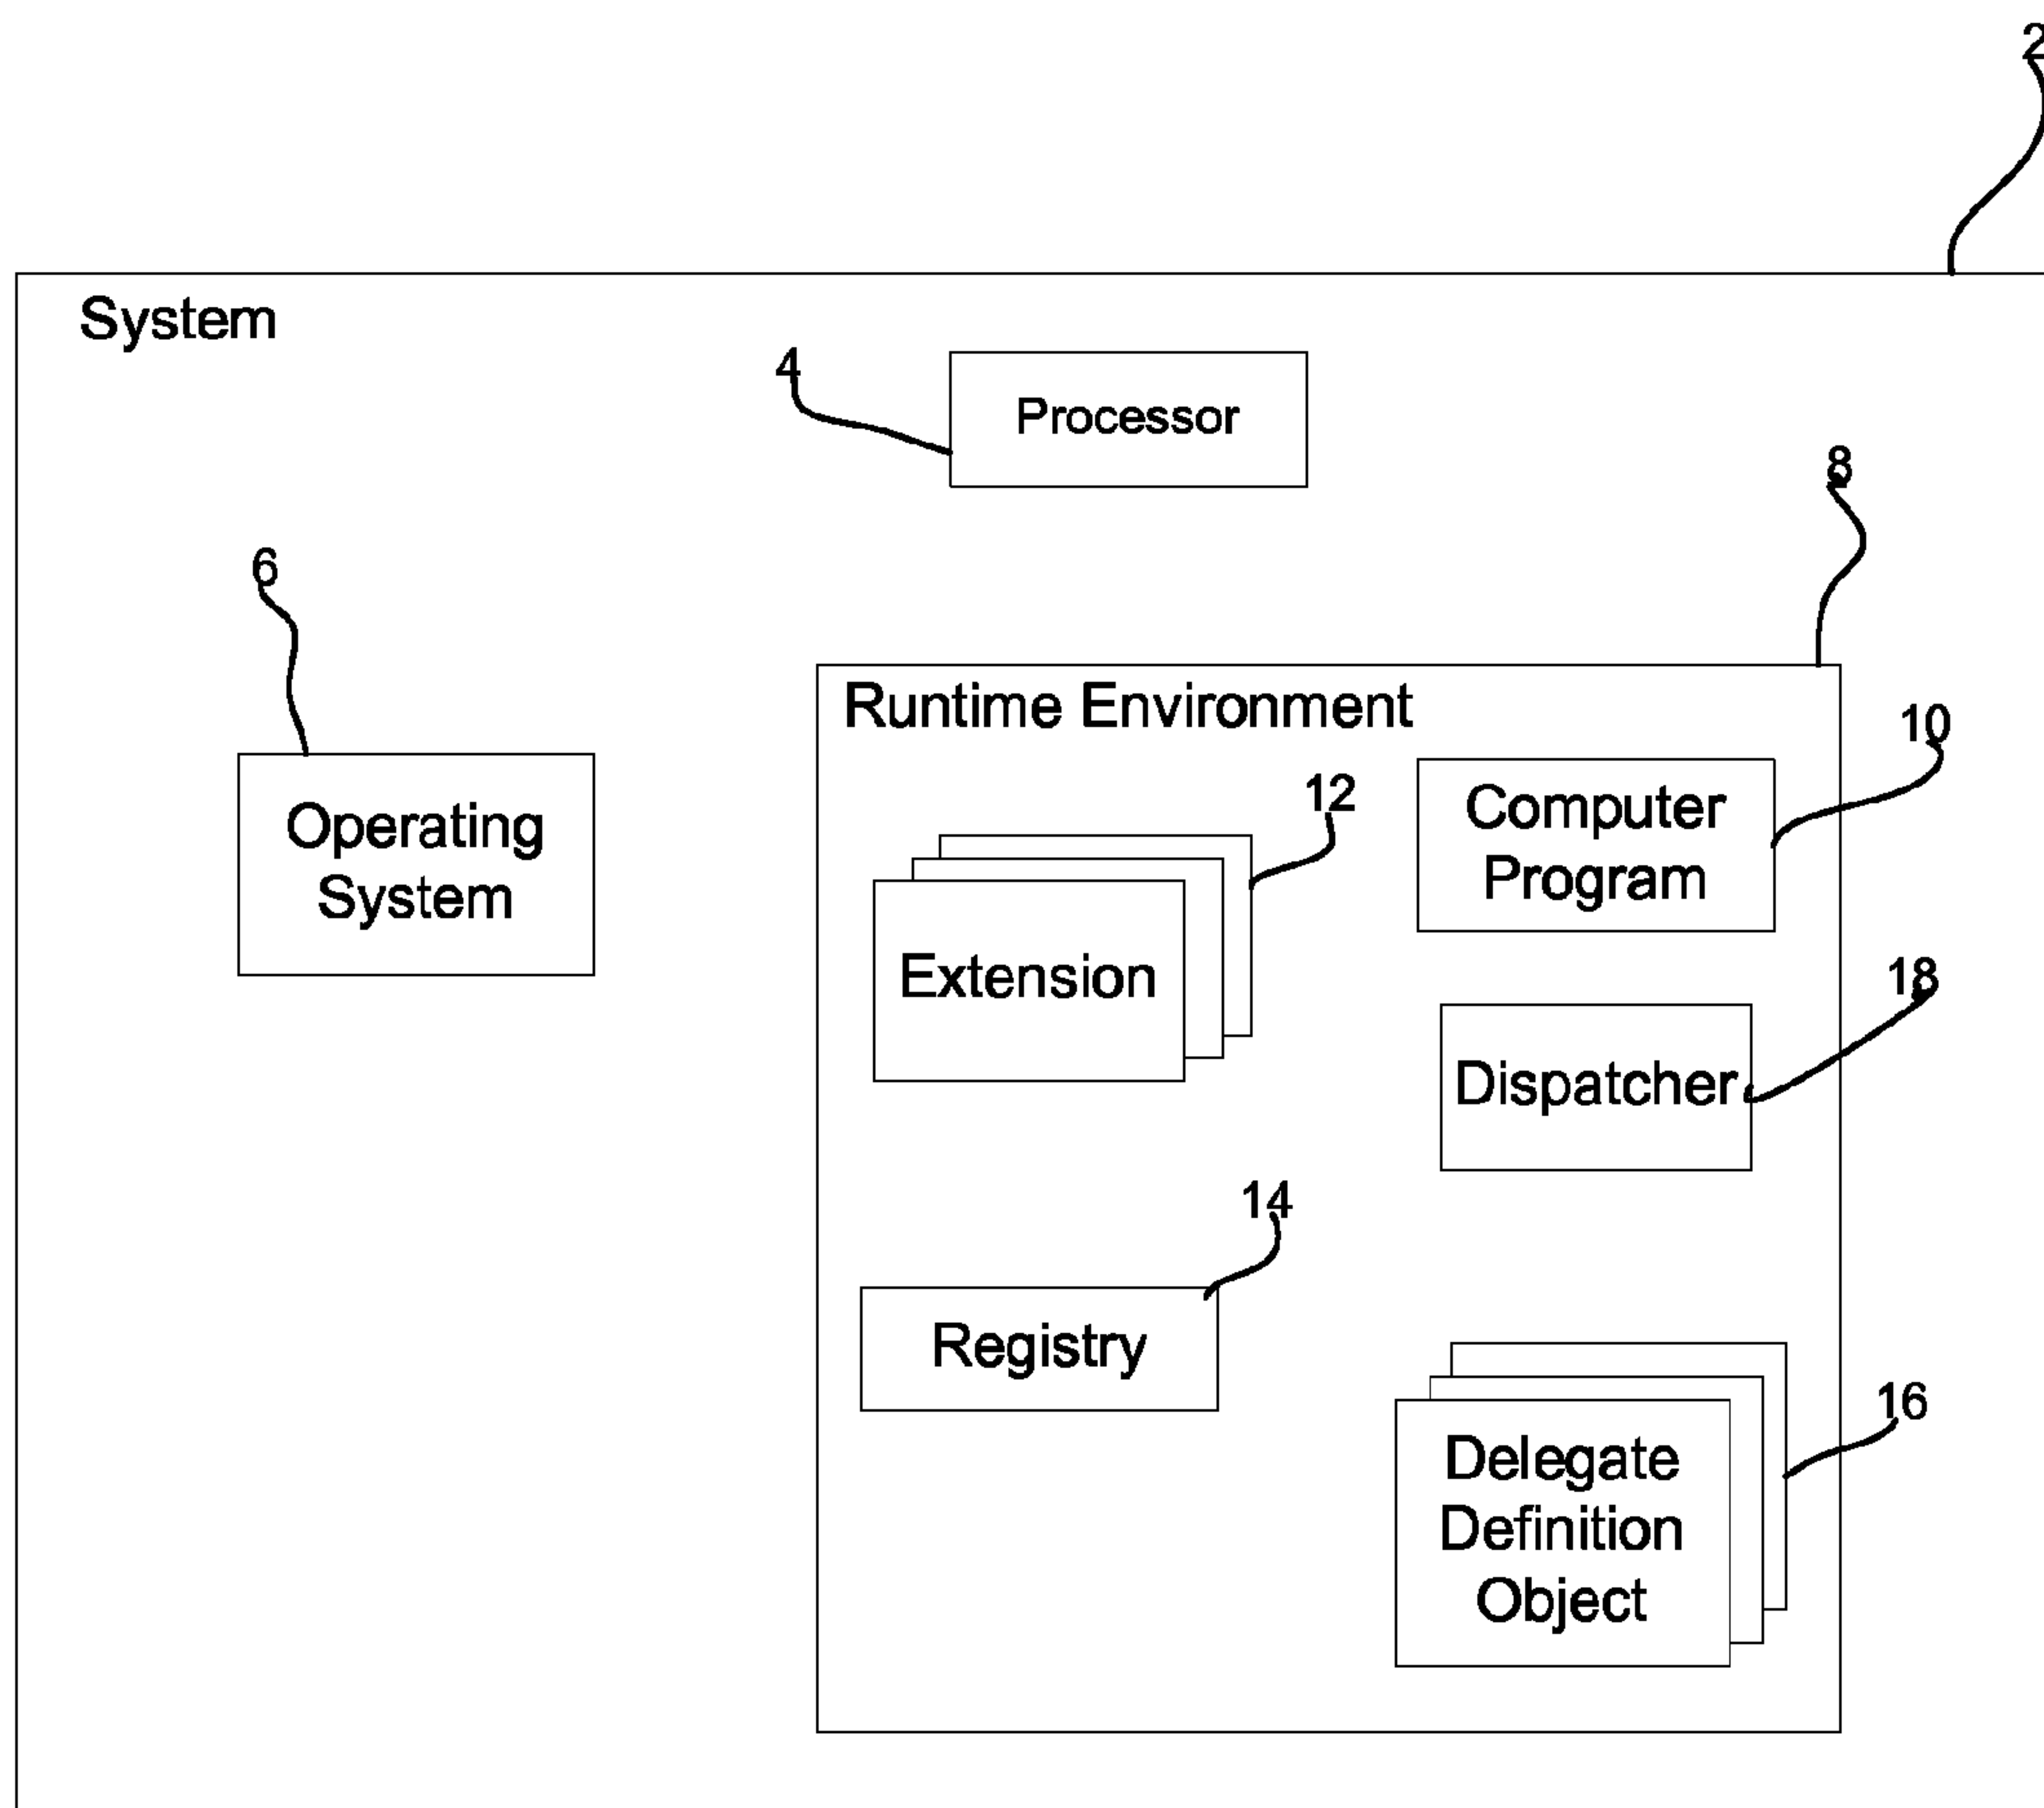 2
System
4
Processor
8
6
Runtime Environment
10
12
Computer
Program
Operating
System
Extension
18
Dispatcher
14
Registry
16
Delegate
Definition
Object